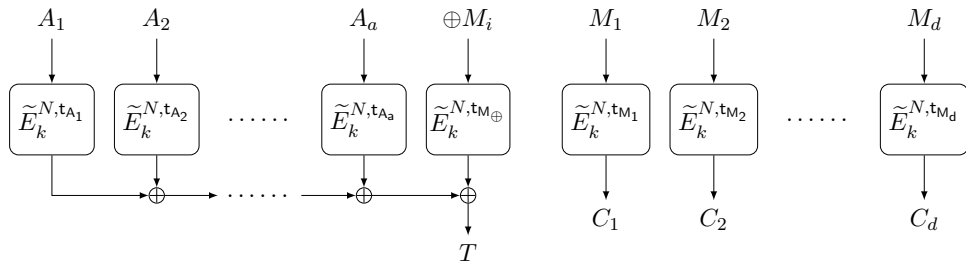 A_1 A_2 A_a ⊕M_i M_1 M_2 M_d
Ẽ_k^{N,t_{A_1}} Ẽ_k^{N,t_{A_2}} ······ Ẽ_k^{N,t_{A_a}} Ẽ_k^{N,t_{M_⊕}} Ẽ_k^{N,t_{M_1}} Ẽ_k^{N,t_{M_2}} ······ Ẽ_k^{N,t_{M_d}}
⊕ ······ ⊕ ⊕ C_1 C_2 C_d
T